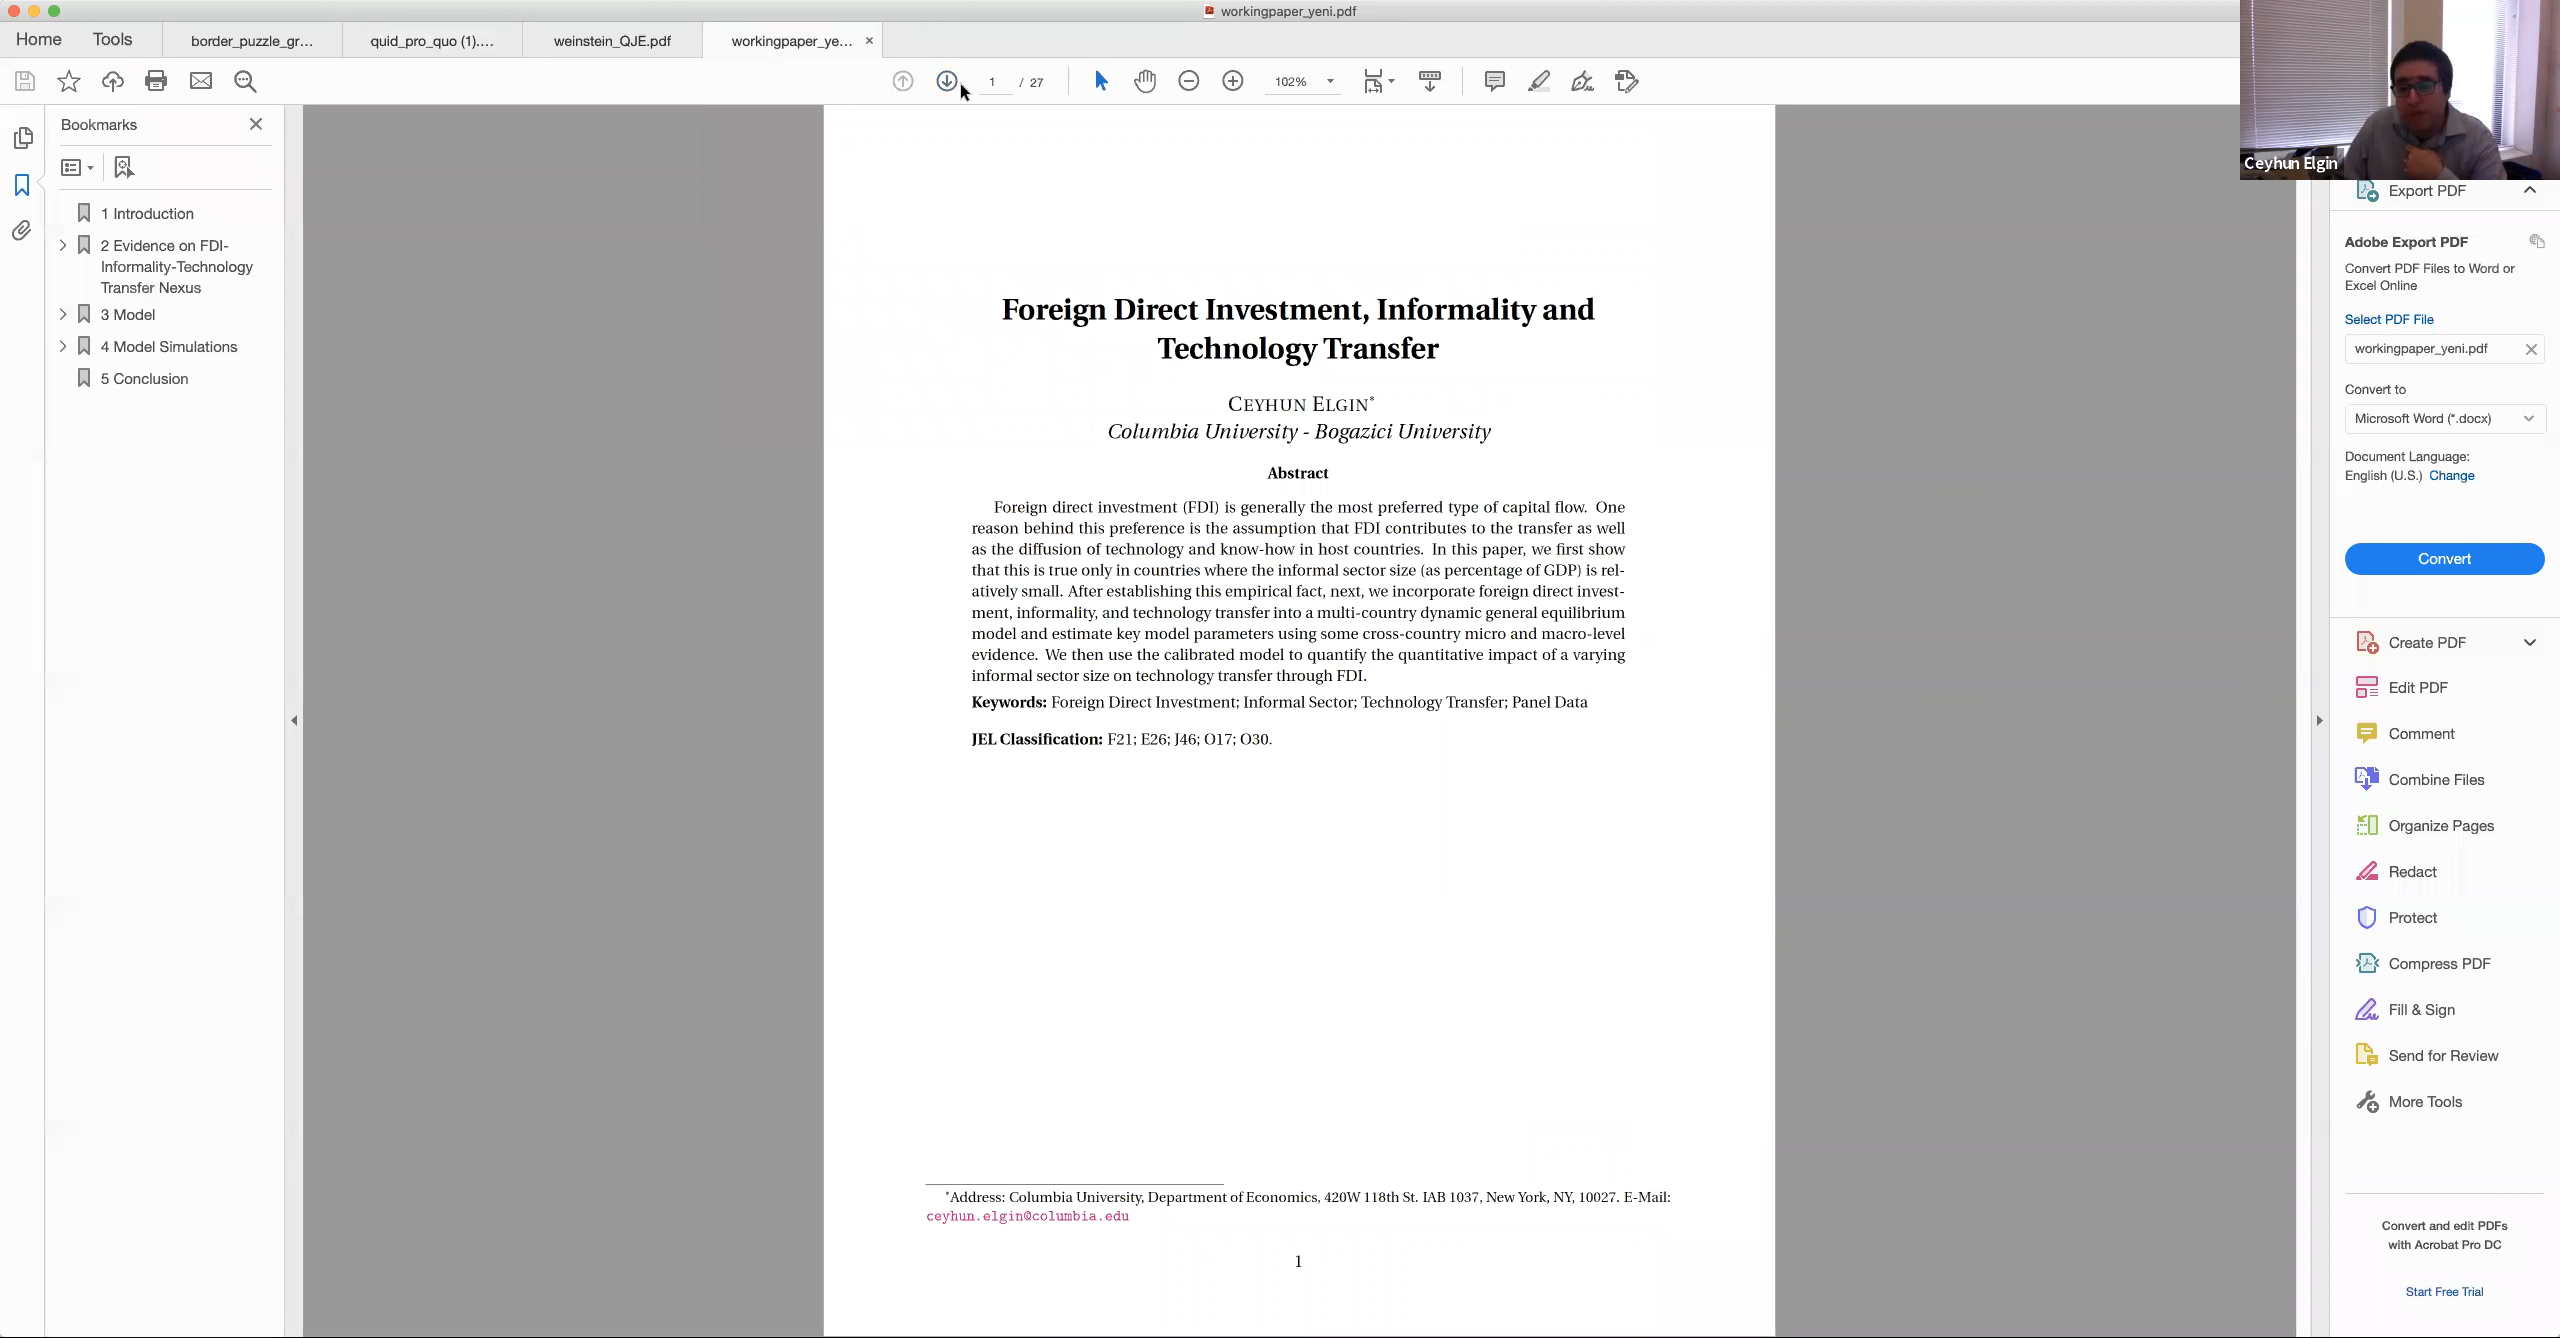 workingpaper_yeni.pdf
Home
Tools
border_puzzle_gr...
quid_pro_quo (1)....
weinstein_QJE.pdf
workingpaper_ye...
1 / 27
102%
Ceyhun Elgin
Bookmarks
1 Introduction
2 Evidence on FDI-
Informality-Technology
Transfer Nexus
3 Model
4 Model Simulations
5 Conclusion
Foreign Direct Investment, Informality and
Technology Transfer
CEYHUN ELGIN*
Columbia University - Bogazici University
Abstract
Foreign direct investment (FDI) is generally the most preferred type of capital flow. One
reason behind this preference is the assumption that FDI contributes to the transfer as well
as the diffusion of technology and know-how in host countries. In this paper, we first show
that this is true only in countries where the informal sector size (as percentage of GDP) is rel-
atively small. After establishing this empirical fact, next, we incorporate foreign direct invest-
ment, informality, and technology transfer into a multi-country dynamic general equilibrium
model and estimate key model parameters using some cross-country micro and macro-level
evidence. We then use the calibrated model to quantify the quantitative impact of a varying
informal sector size on technology transfer through FDI.
Keywords: Foreign Direct Investment; Informal Sector; Technology Transfer; Panel Data
JEL Classification: F21; E26; J46; O17; O30.
*Address: Columbia University, Department of Economics, 420W 118th St. IAB 1037, New York, NY, 10027. E-Mail:
ceyhun.elgin@columbia.edu
1
Export PDF
Adobe Export PDF
Convert PDF Files to Word or
Excel Online
Select PDF File
workingpaper_yeni.pdf
Convert to
Microsoft Word (*.docx)
Document Language:
English (U.S.) Change
Convert
Create PDF
Edit PDF
Comment
Combine Files
Organize Pages
Redact
Protect
Compress PDF
Fill & Sign
Send for Review
More Tools
Convert and edit PDFs
with Acrobat Pro DC
Start Free Trial